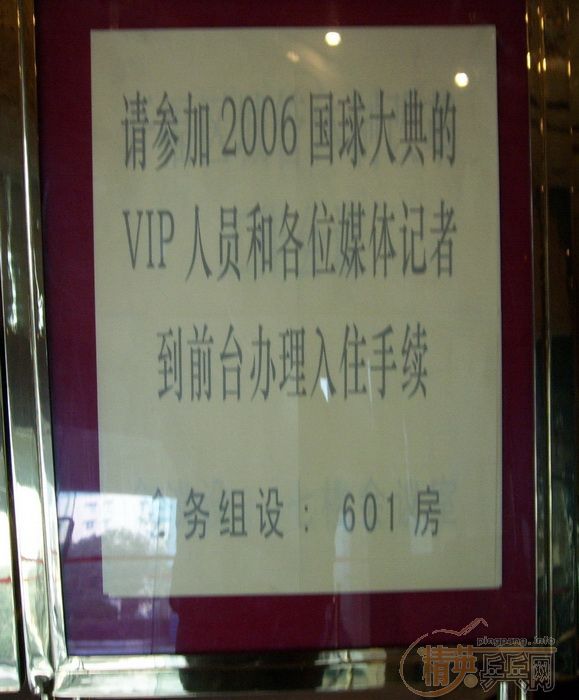 请参加2006国球大典的
VIP人员和各位媒体记者
到前台办理入住手续
会务组设：601房
pingpang.info
精英乒乓网